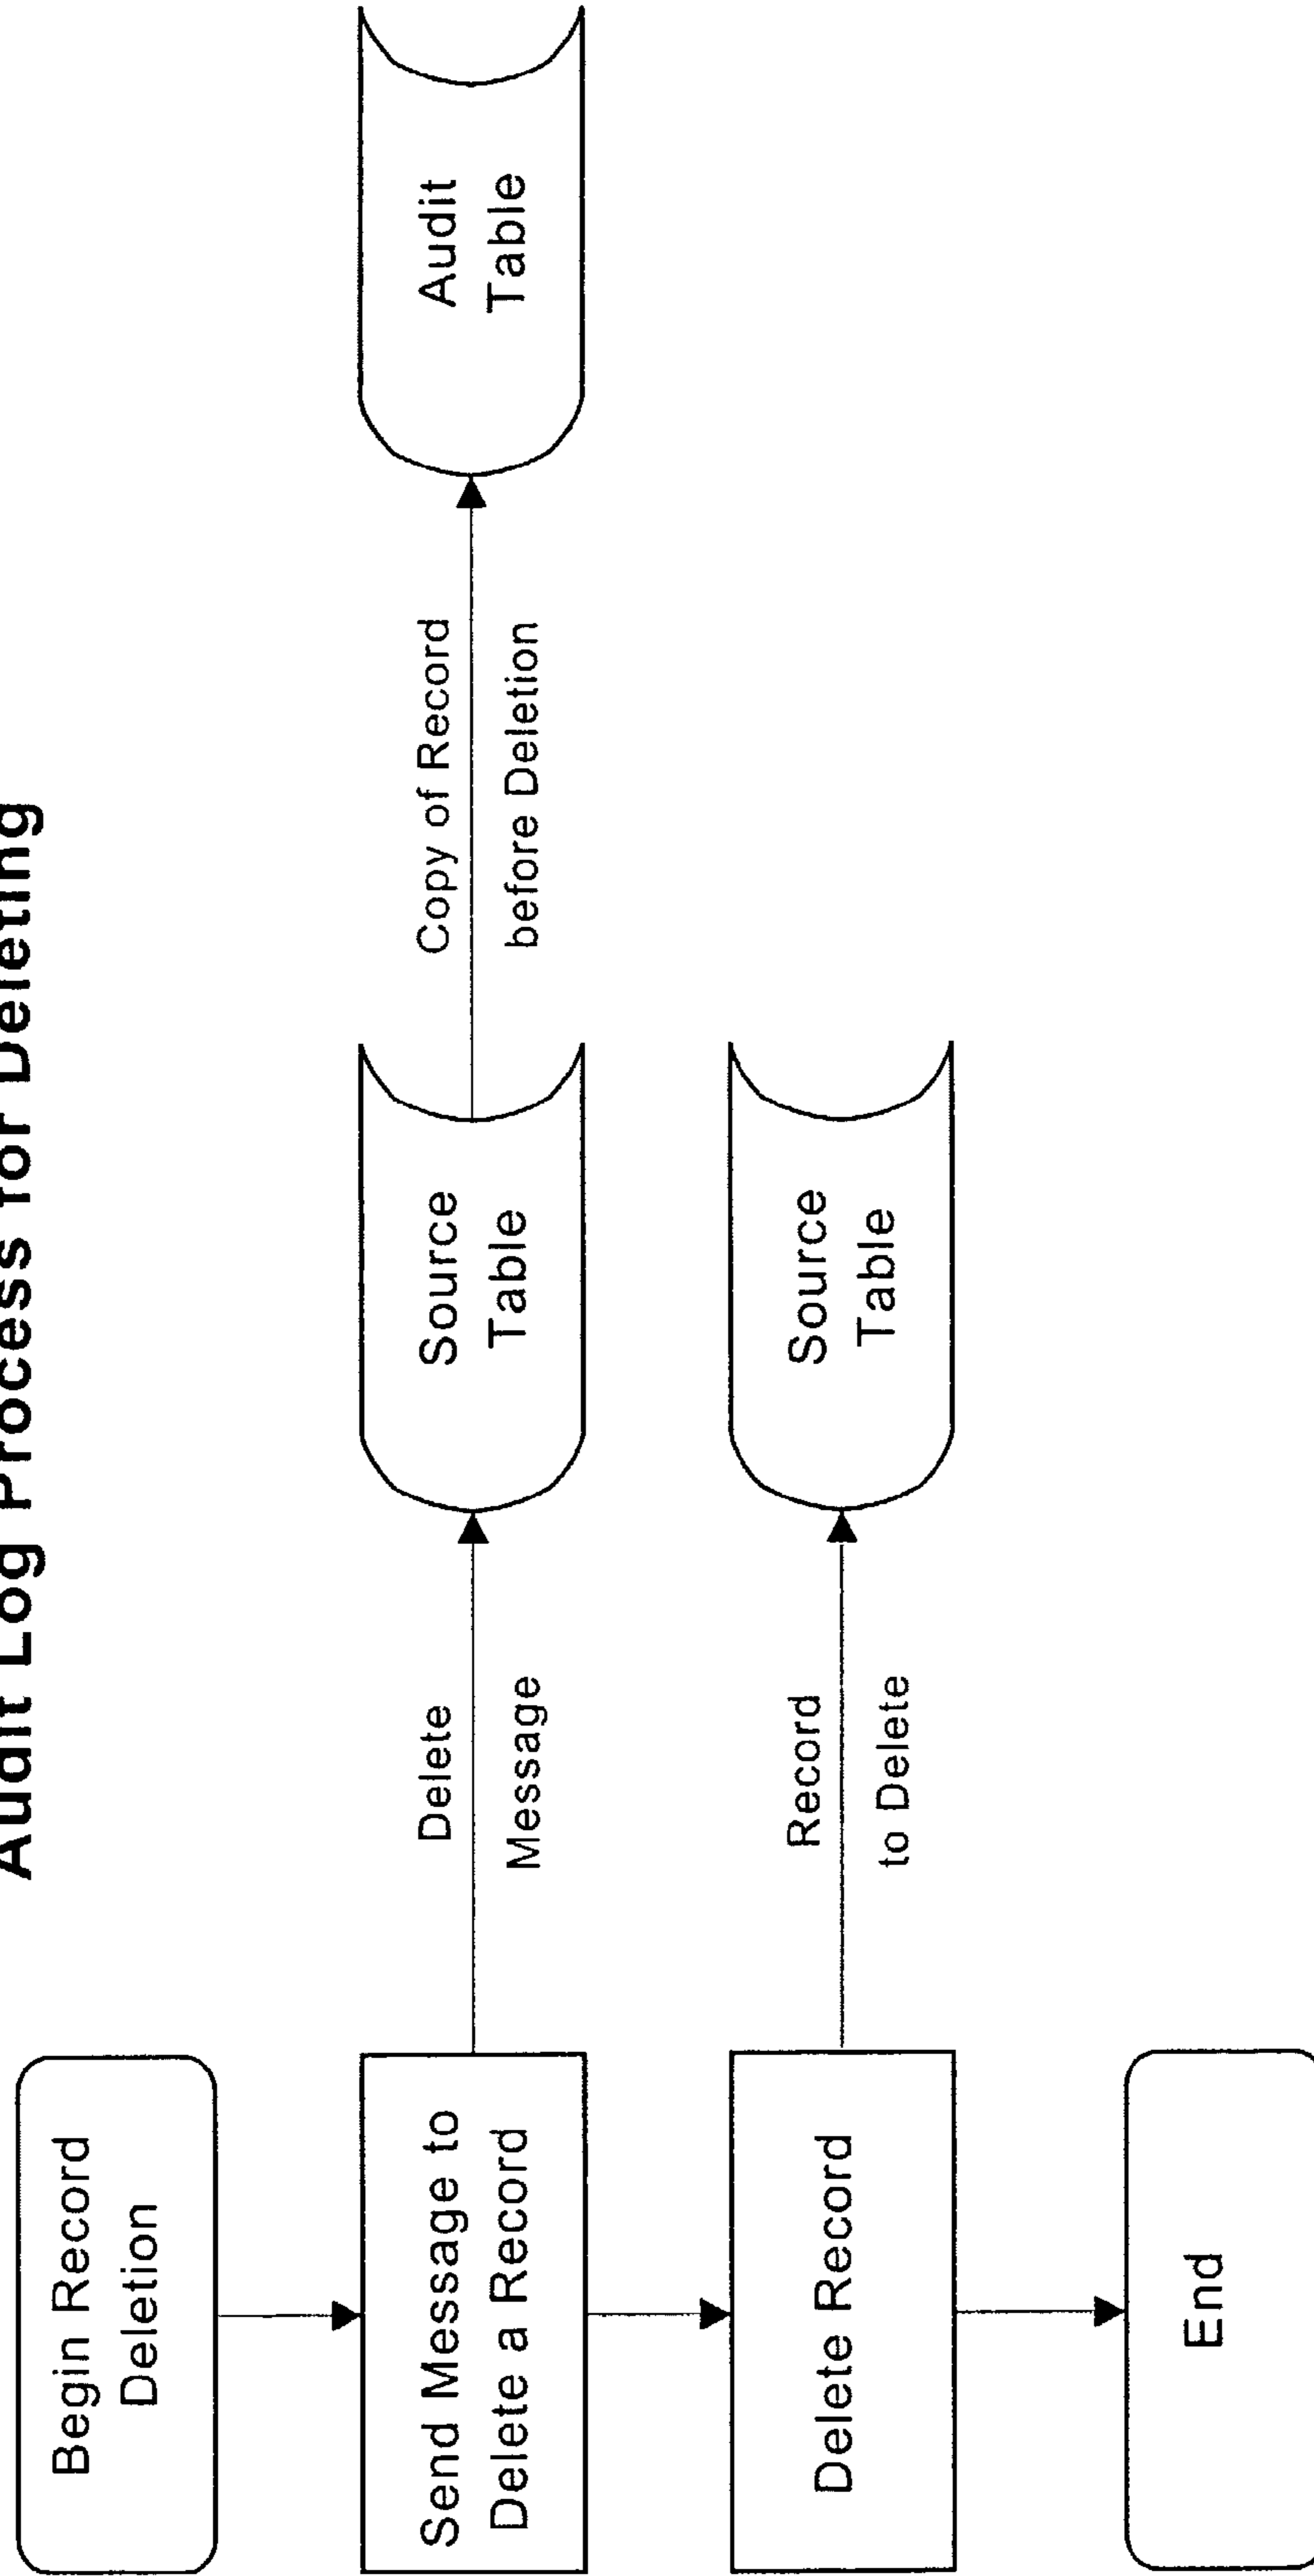 Audit Log Process for Deleting
Begin Record
Deletion
Send Message to
Delete a Record
Delete
Message
Source
Table
Copy of Record
before Deletion
Audit
Table
Delete Record
Record
to Delete
Source
Table
End